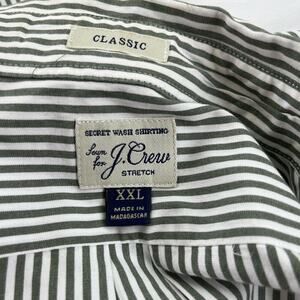 CLASSIC
SECRET WASH SHIRTING
Sewn for J.Crew
STRETCH
XXL
MADE IN
MADAGASCAR